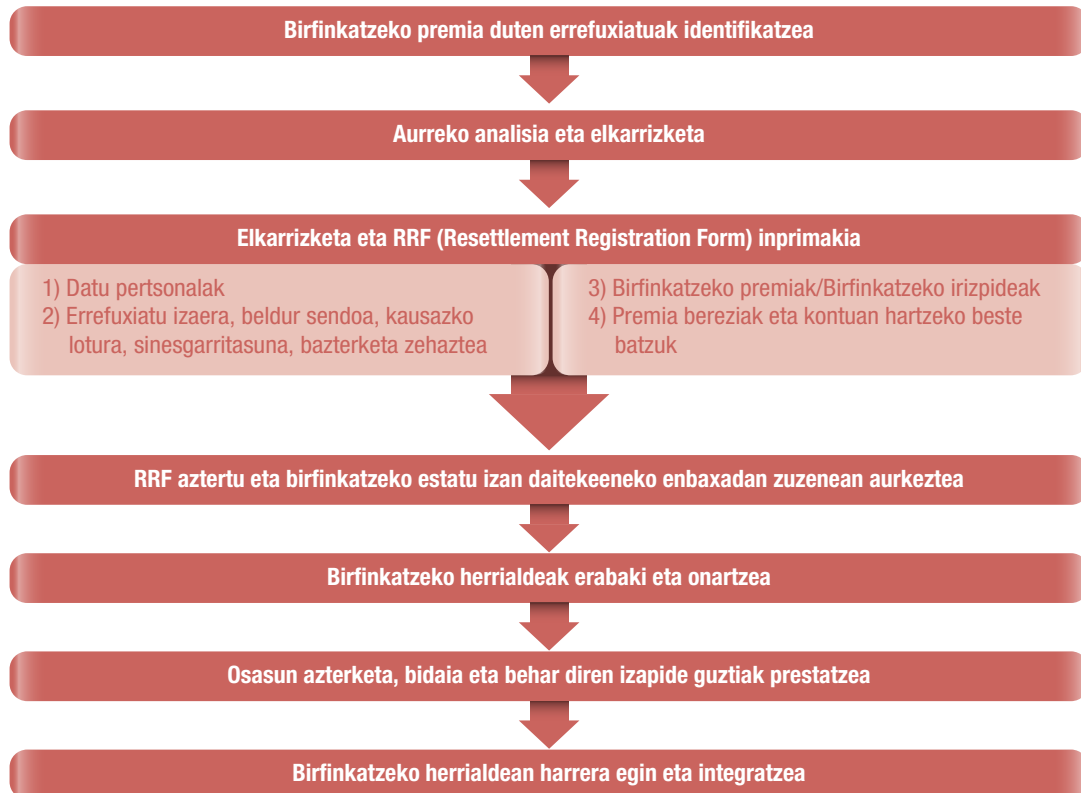 Birfinkatzeko premia duten errefuxiatuak identifikatzea
Aurreko analisia eta elkarrizketa
Elkarrizketa eta RRF (Resettlement Registration Form) inprimakia
1) Datu pertsonalak
2) Errefuxiatu izaera, beldur sendoa, kausazko
lotura, sinesgarritasuna, bazterketa zehaztea
3) Birfinkatzeko premiak/Birfinkatzeko irizpideak
4) Premia bereziak eta kontuan hartzeko beste
batzuk
RRF aztertu eta birfinkatzeko estatu izan daitekeeneko enbaxadan zuzenean aurkeztea
Birfinkatzeko herrialdeak erabaki eta onartzea
Osasun azterketa, bidaia eta behar diren izapide guztiak prestatzea
Birfinkatzeko herrialdean harrera egin eta integratzea